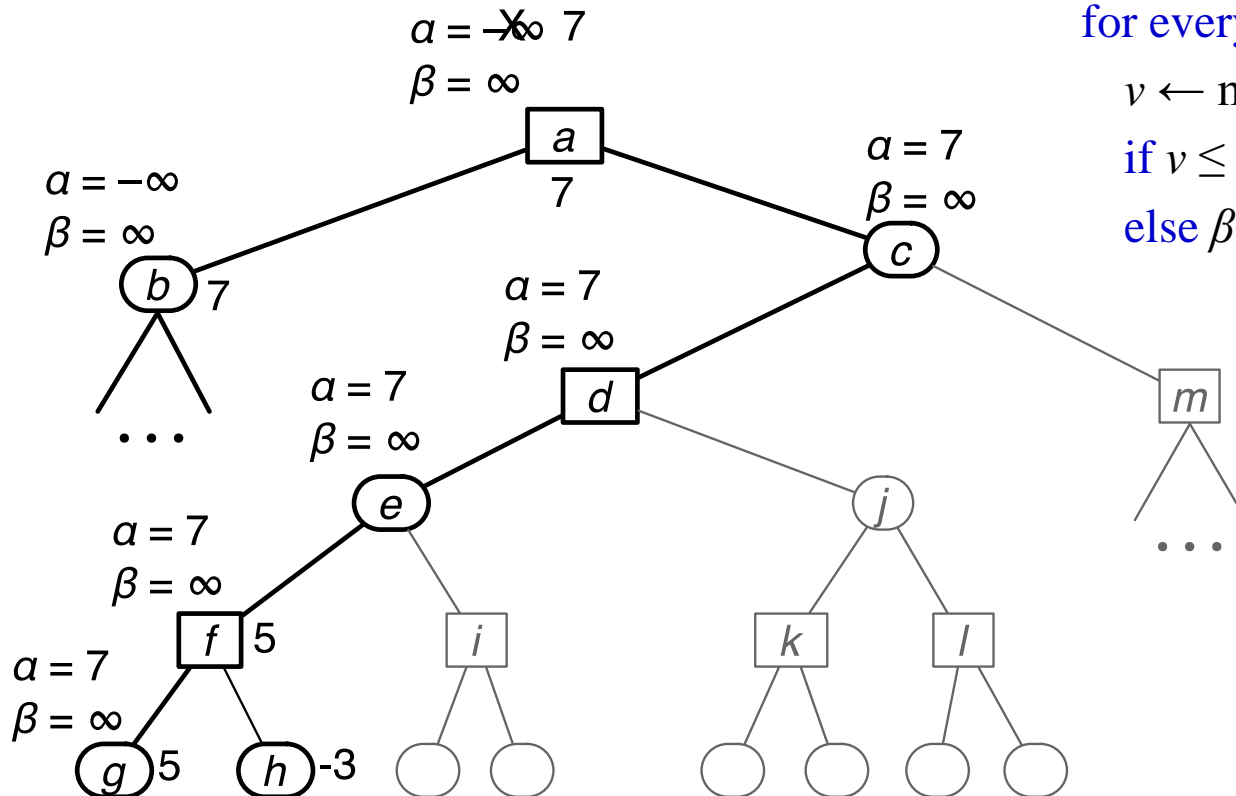 α = –∞ 7
β = ∞
a
7
for every
v ←
if v ≤
else β
α = –∞
β = ∞
b
7
α = 7
β = ∞
c
α = 7
β = ∞
d
m
. . .
α = 7
β = ∞
e
j
. . .
α = 7
β = ∞
f
5
i
k
l
α = 7
β = ∞
g
5
h
-3